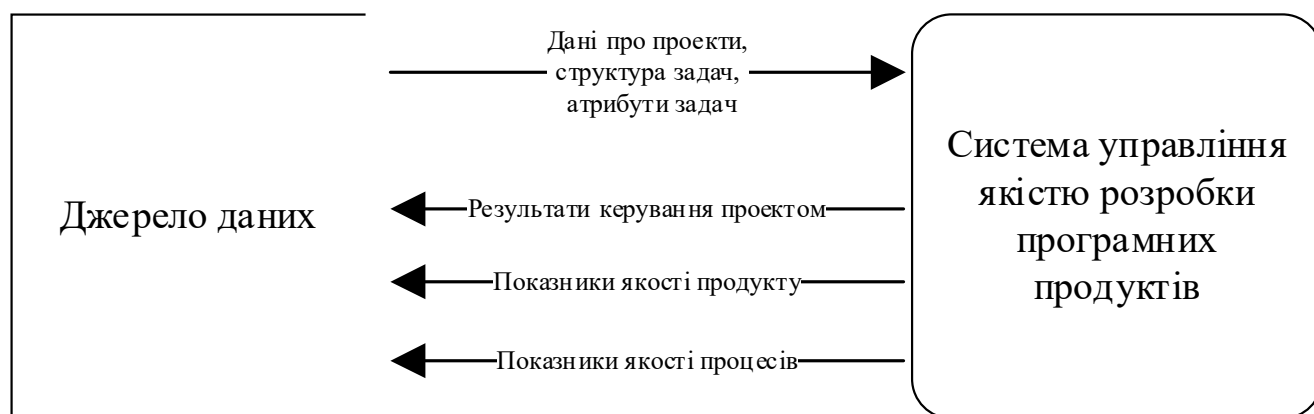 Джерело даних
Дані про проекти,
структура задач,
атрибути задач
Результати керування проектом
Показники якості продукту
Показники якості процесів
Система управління
якістю розробки
програмних
продуктів